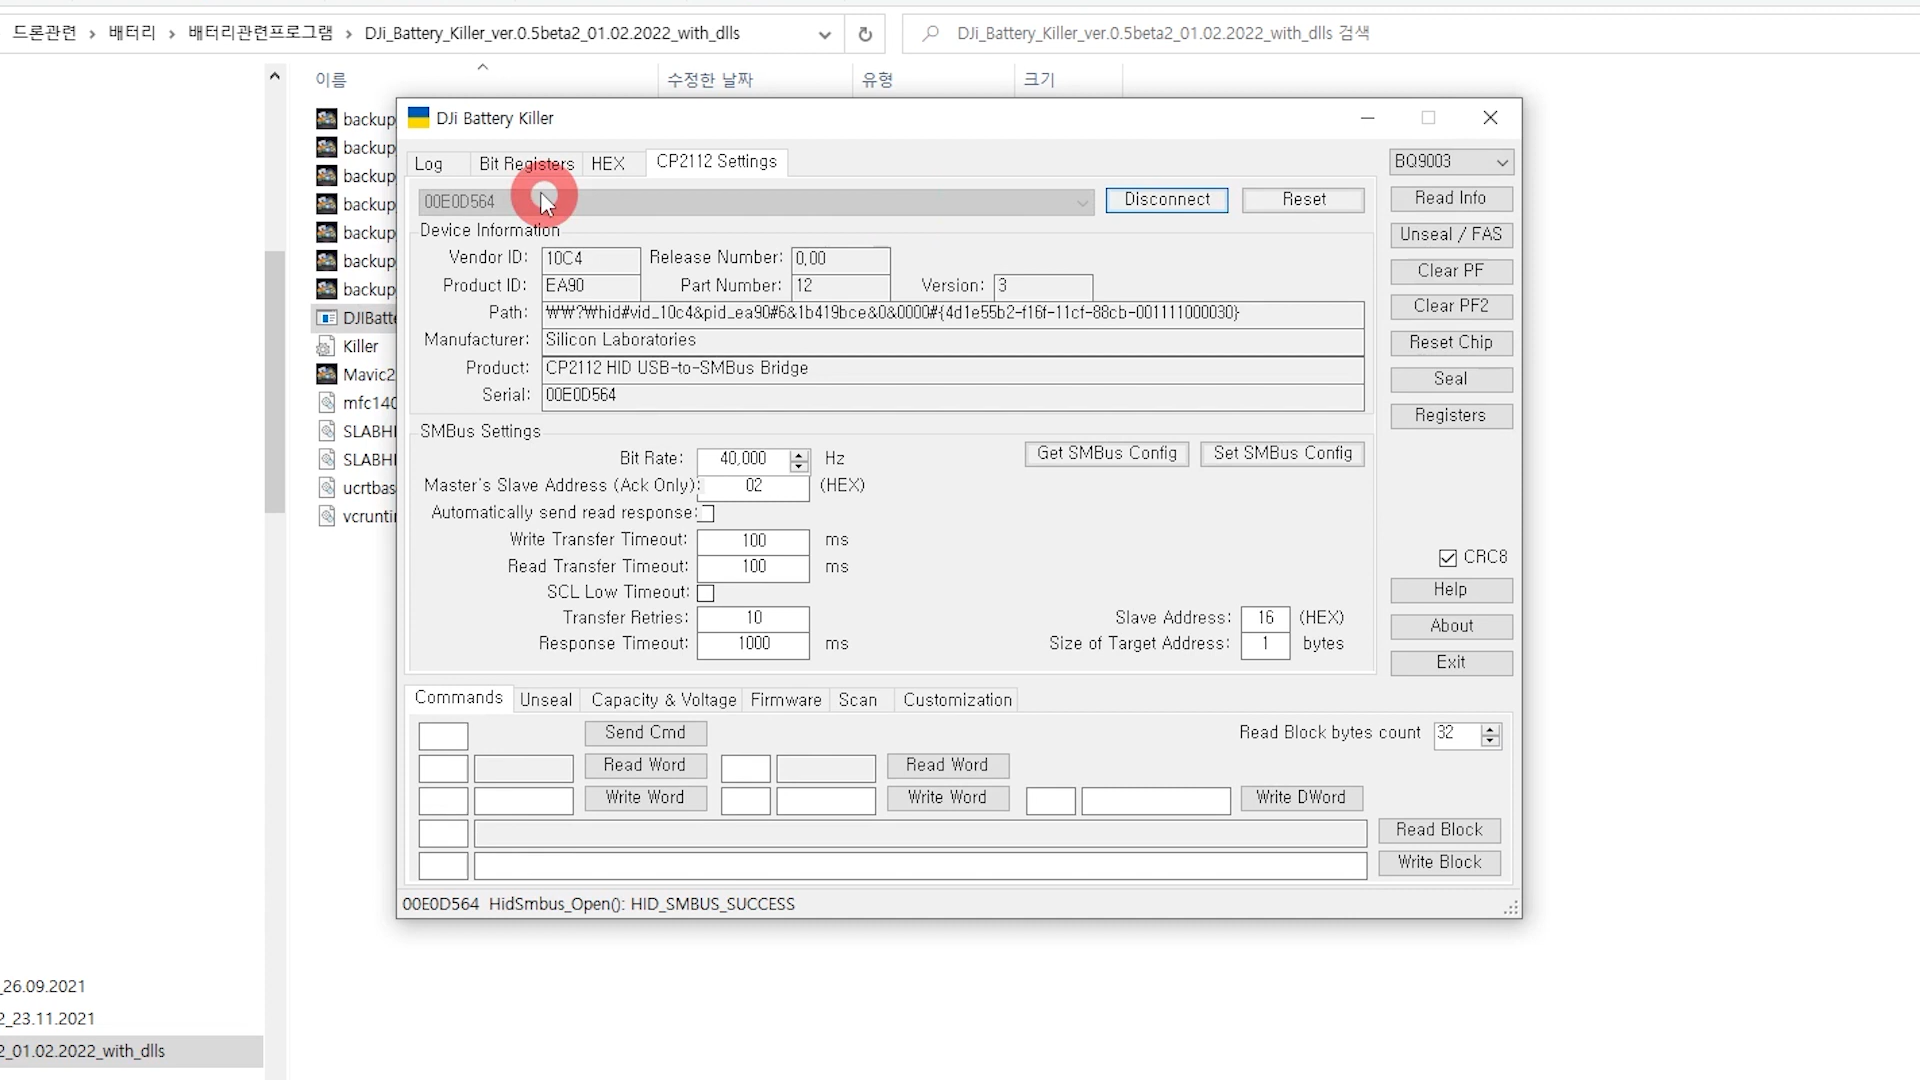 드론관련 > 배터리 > 배터리관련프로그램 > DJi_Battery_Killer_ver.0.5beta2_01.02.2022_with_dlls
DJi_Battery_Killer_ver.0.5beta2_01.02.2022_with_dlls 검색
이름 수정한 날짜 유형 크기
backup
backup
backup
backup
backup
backup
backup
DJIBatte
Killer
Mavic2
mfc140
SLABHI
SLABHI
ucrtbas
vcrunti
_26.09.2021
2_23.11.2021
2_01.02.2022_with_dlls
DJi Battery Killer
Log Bit Registers HEX CP2112 Settings
00E0D564 Disconnect Reset
Device Information
Vendor ID: 10C4 Release Number: 0,00
Product ID: EA90 Part Number: 12 Version: 3
Path: ₩₩?₩hid#vid_10c4&pid_ea90#6&1b419bce&0&0000#{4d1e55b2-f16f-11cf-88cb-001111000030}
Manufacturer: Silicon Laboratories
Product: CP2112 HID USB-to-SMBus Bridge
Serial: 00E0D564
SMBus Settings
Bit Rate: 40,000 Hz Get SMBus Config Set SMBus Config
Master's Slave Address (Ack Only): 02 (HEX)
Automatically send read response:
Write Transfer Timeout: 100 ms
Read Transfer Timeout: 100 ms
SCL Low Timeout:
Transfer Retries: 10 Slave Address: 16 (HEX)
Response Timeout: 1000 ms Size of Target Address: 1 bytes
BQ9003
Read Info
Unseal / FAS
Clear PF
Clear PF2
Reset Chip
Seal
Registers
CRC8
Help
About
Exit
Commands Unseal Capacity & Voltage Firmware Scan Customization
Send Cmd Read Block bytes count 32
Read Word Read Word
Write Word Write Word Write DWord
Read Block
Write Block
00E0D564 HidSmbus_Open(): HID_SMBUS_SUCCESS